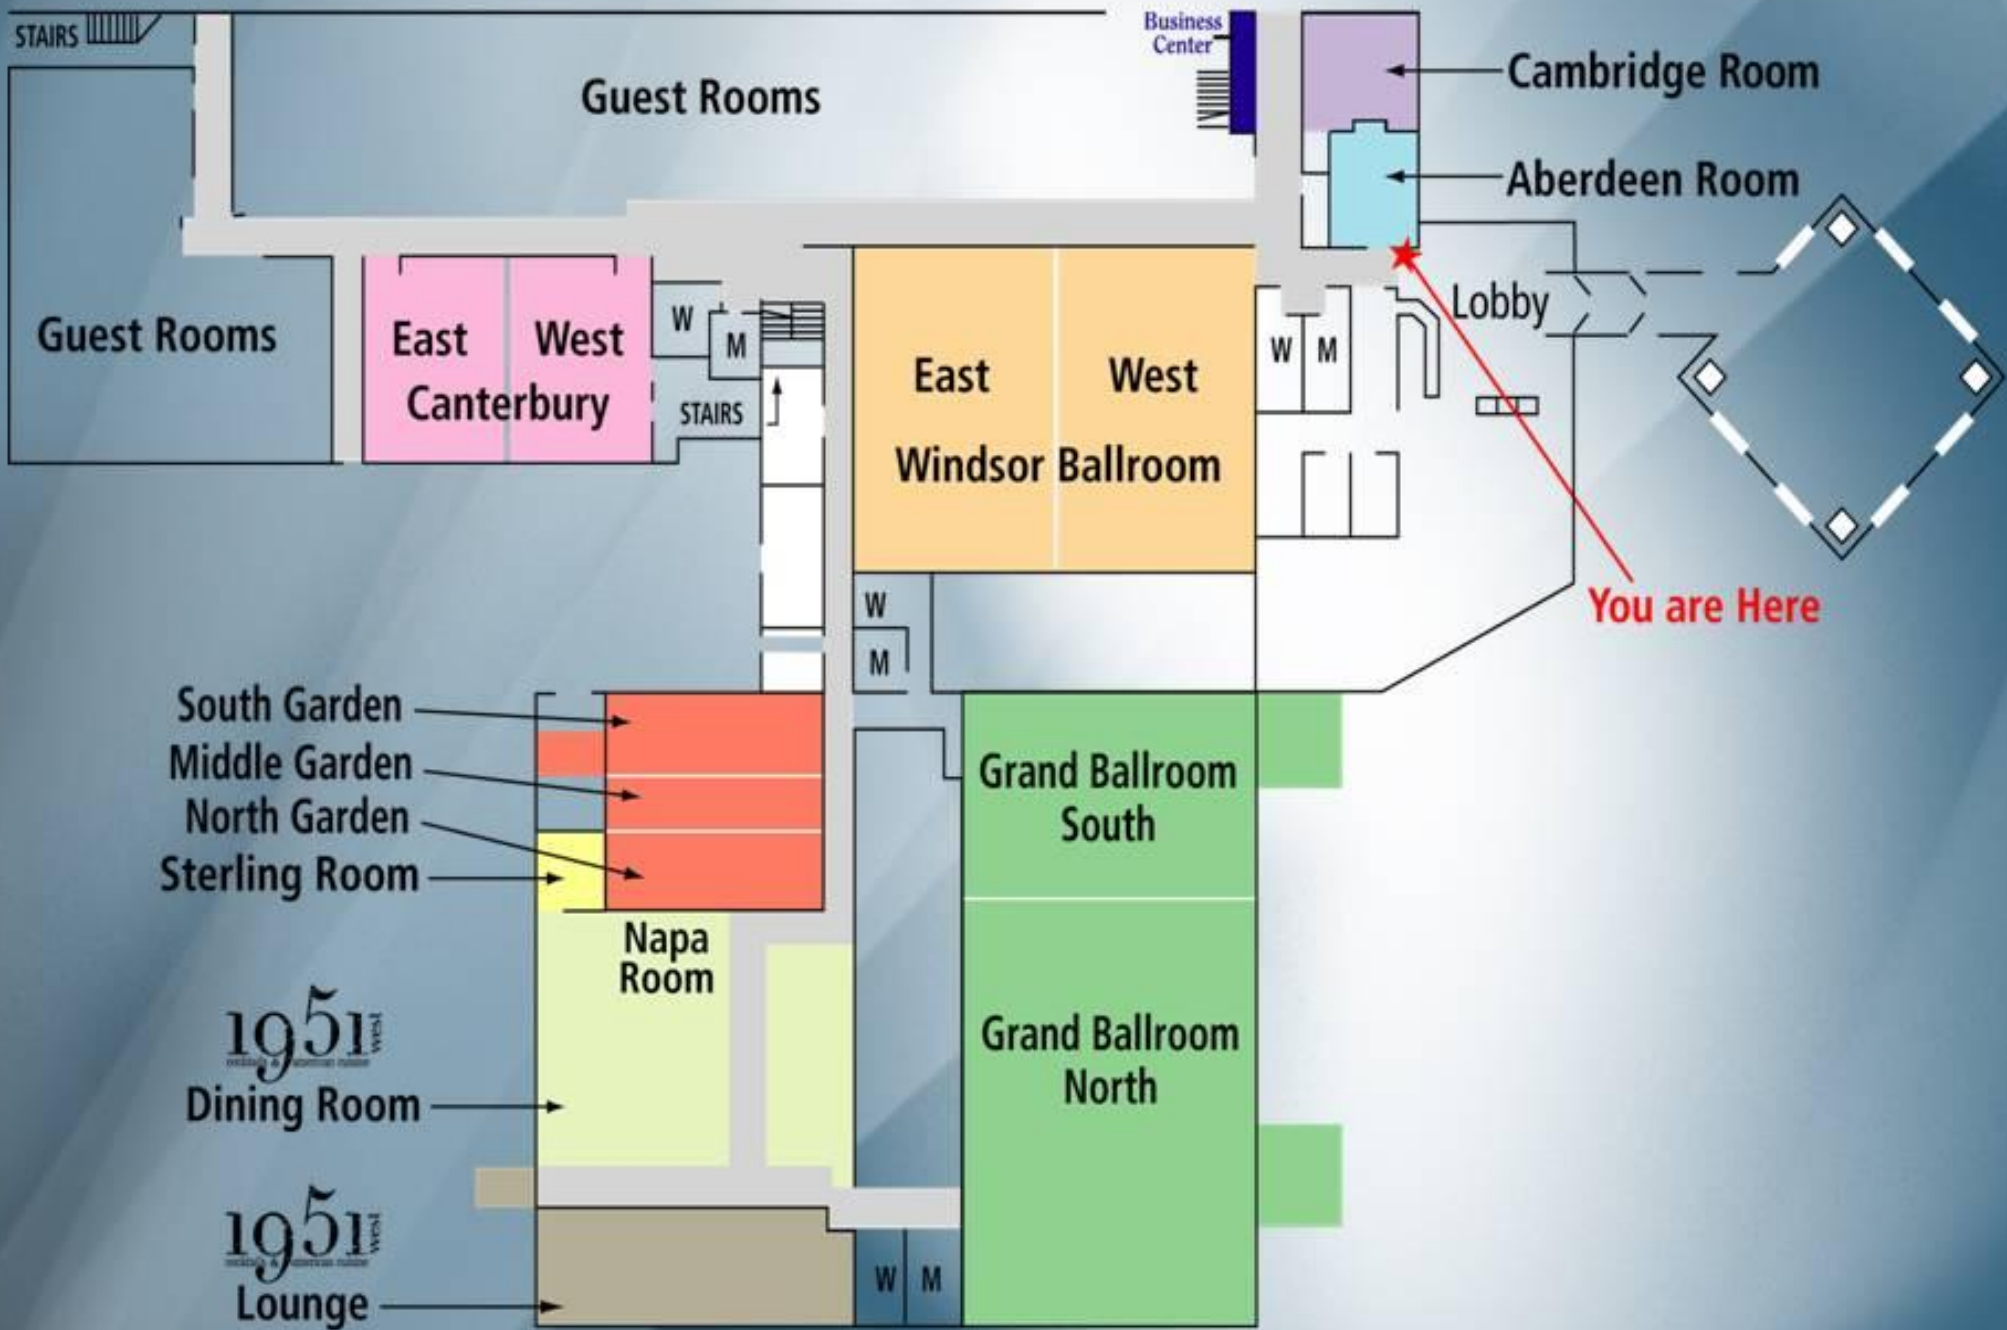 STAIRS
Business
Center
Guest Rooms
Cambridge Room
Aberdeen Room
Lobby
Guest Rooms
East
West
Canterbury
W
M
STAIRS
East
West
Windsor Ballroom
W
M
You are Here
W
M
South Garden
Middle Garden
North Garden
Sterling Room
Grand Ballroom
South
Napa
Room
1951 west
Dining Room
Grand Ballroom
North
1951 west
Lounge
W
M